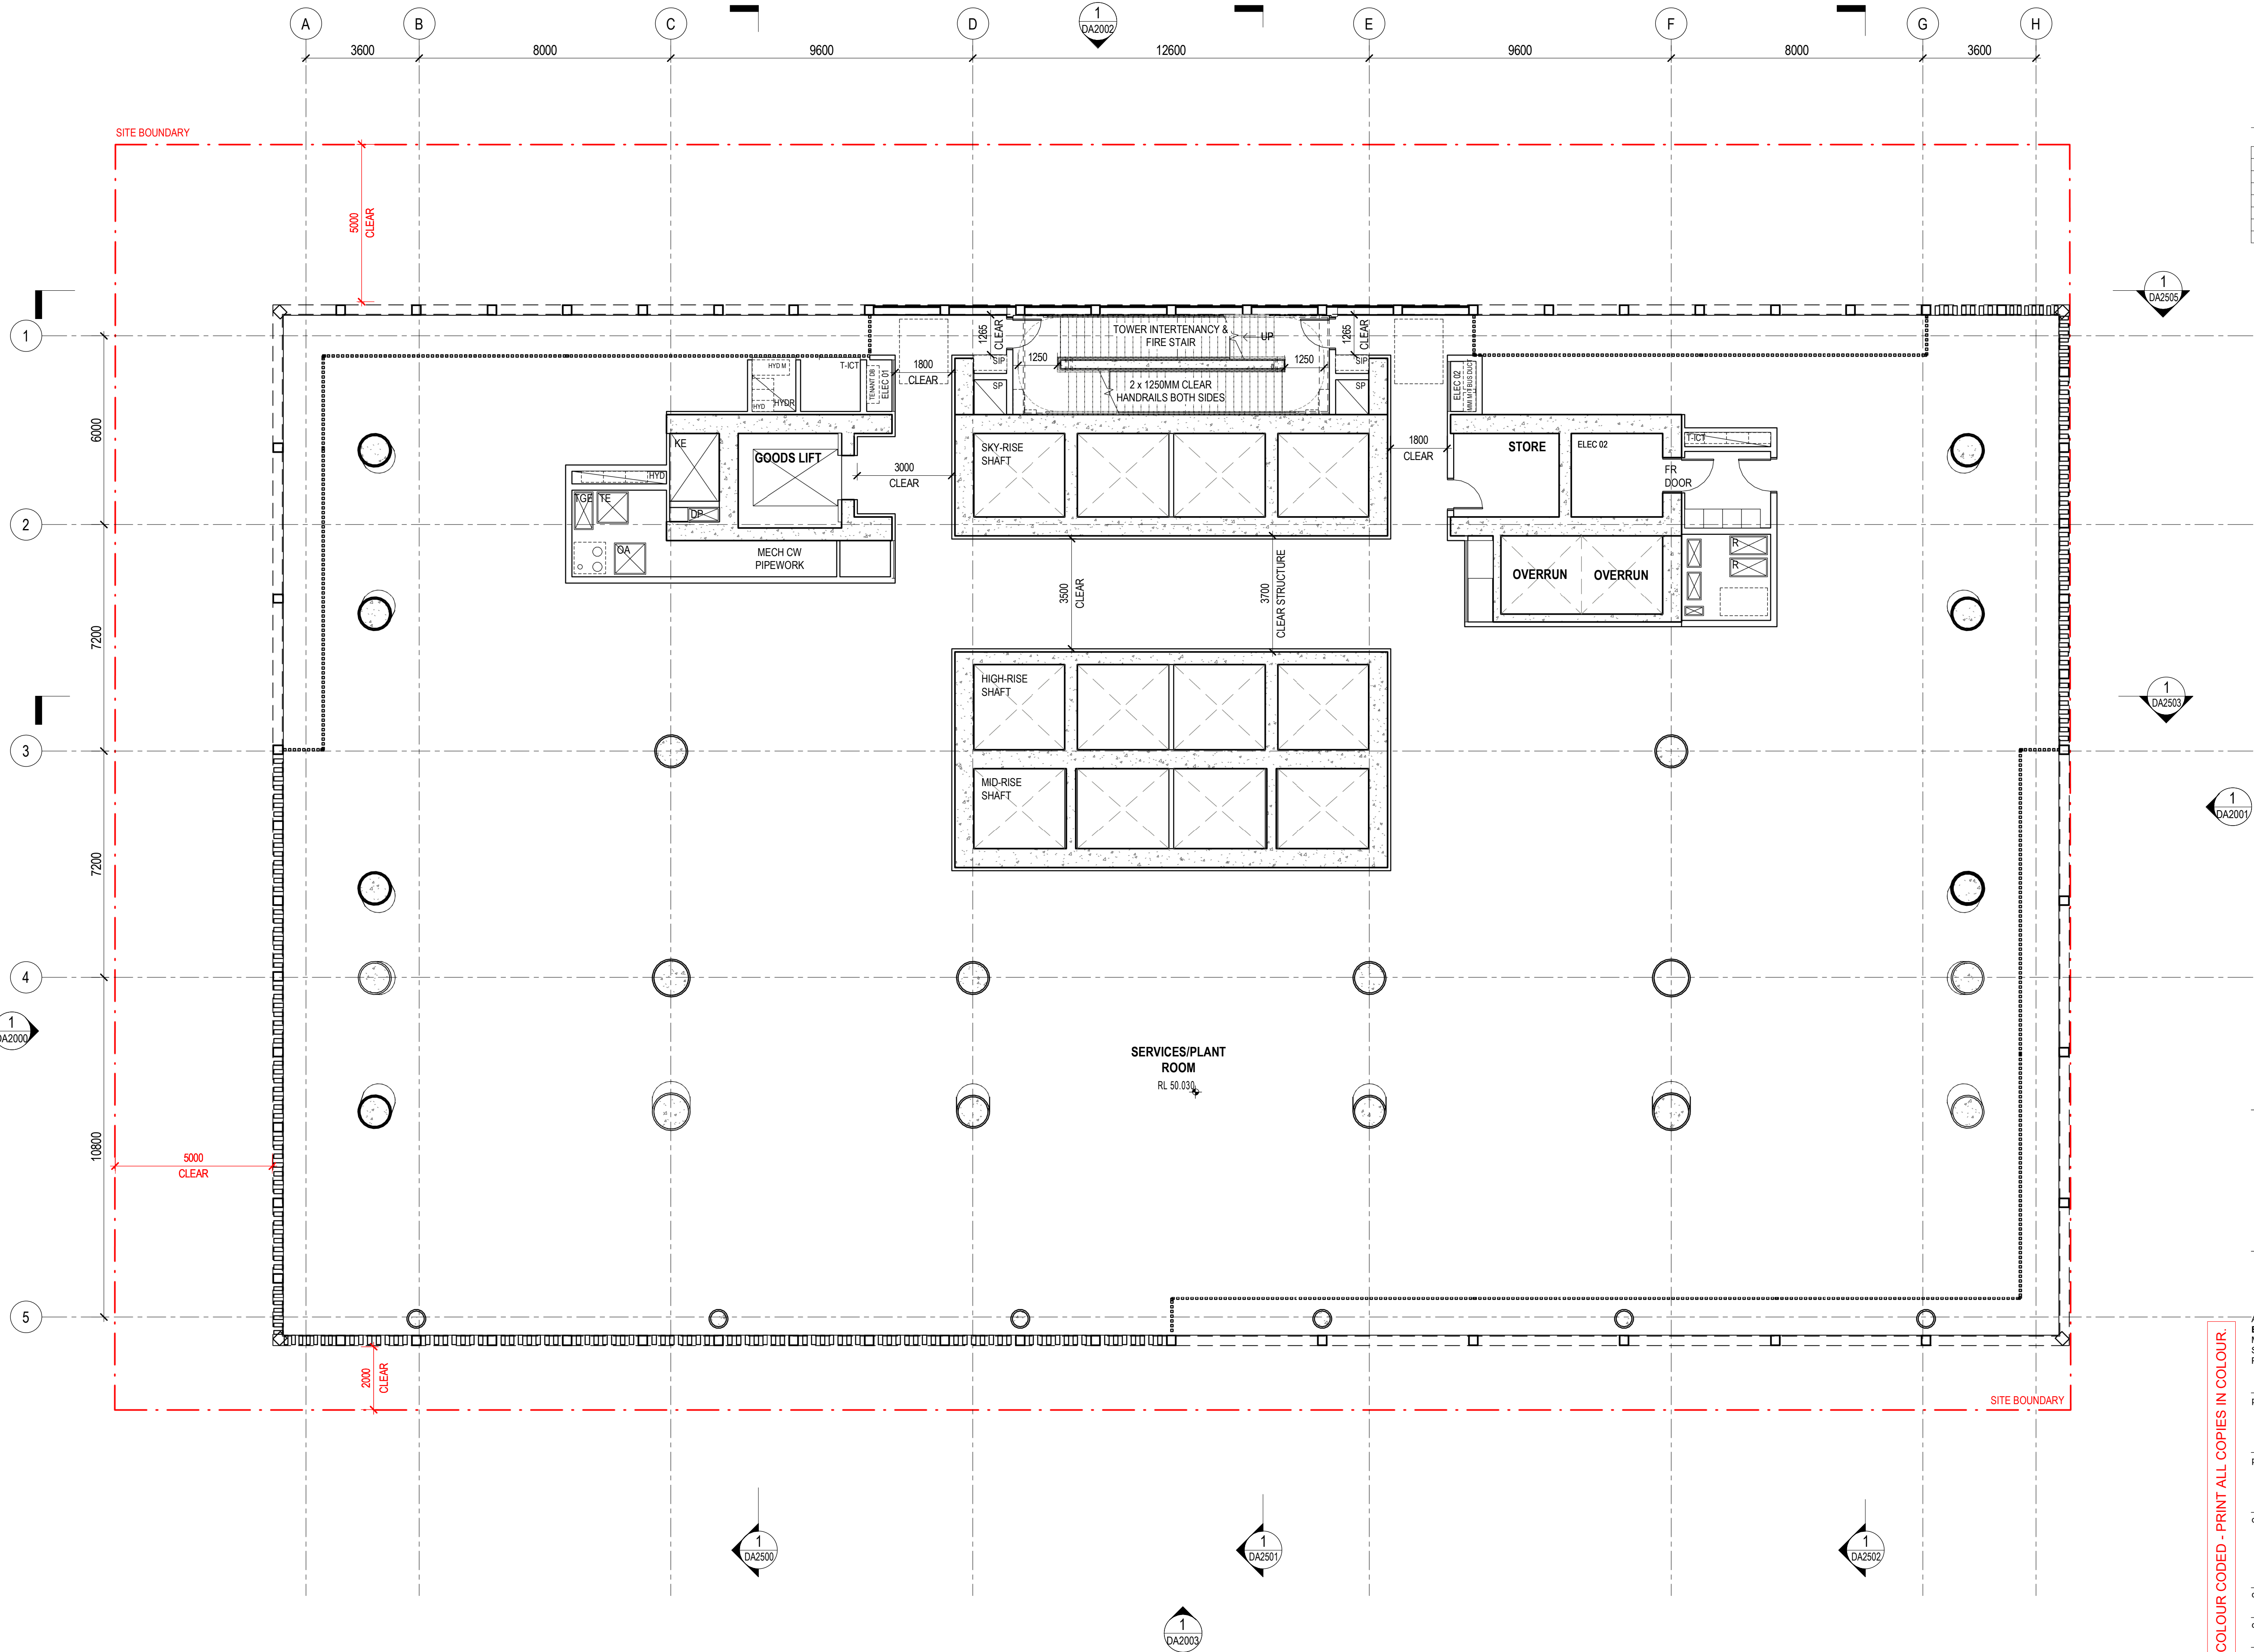 A
B
C
D
1
DA2002
E
F
G
H
3600
8000
9600
12600
9600
8000
3600
SITE BOUNDARY
5000
CLEAR
1
DA2505
1
TOWER INTERTENANCY &
FIRE STAIR
UP
1265
CLEAR
1265
CLEAR
1250
1250
2 x 1250MM CLEAR
HANDRAILS BOTH SIDES
SIP
SP
SIP
SP
1800
CLEAR
HYD M
HYD
HYDR
T-ICT
TENANT DB
ELEC 01
ELEC 02
6000
KE
GOODS LIFT
3000
CLEAR
SKY-RISE
SHAFT
1800
CLEAR
STORE
ELEC 02
T-ICT
FR
DOOR
HYD
TGE
TE
DP
OA
2
MECH CW
PIPEWORK
3500
CLEAR
3700
CLEAR STRUCTURE
OVERRUN
OVERRUN
R
R
7200
HIGH-RISE
SHAFT
1
DA2503
3
MID-RISE
SHAFT
1
DA2001
7200
4
1
DA2000
SERVICES/PLANT
ROOM
RL 50.030
10800
5000
CLEAR
5
2000
CLEAR
SITE BOUNDARY
COLOUR CODED - PRINT ALL COPIES IN COLOUR.
1
DA2500
1
DA2501
1
DA2502
1
DA2003